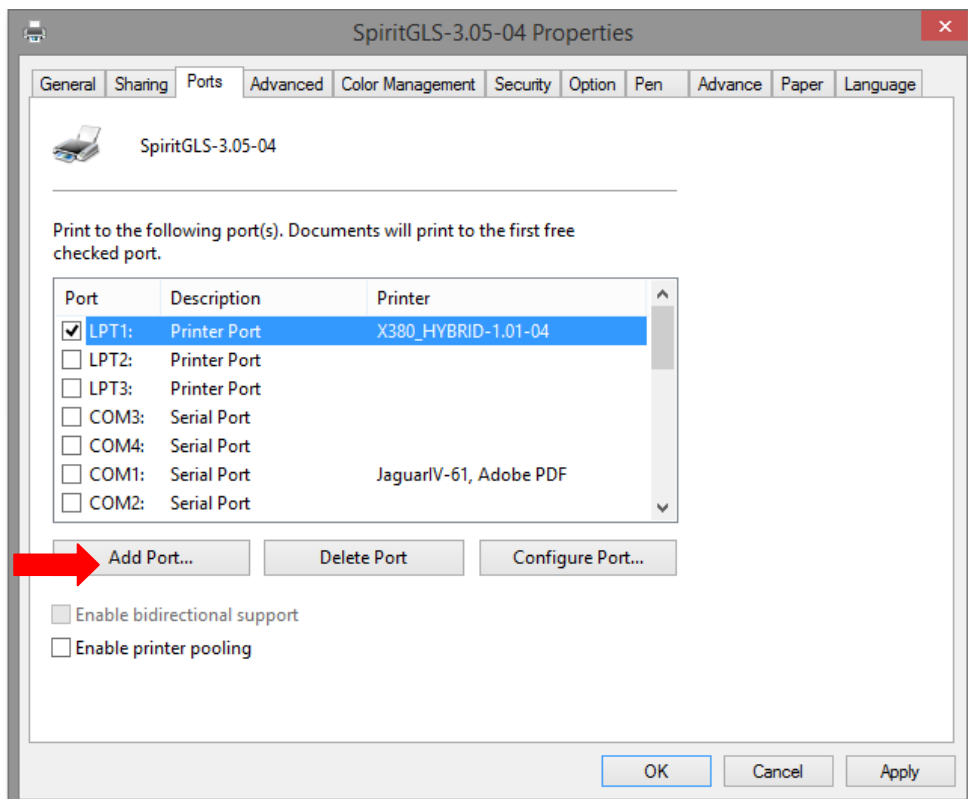 SpiritGLS-3.05-04 Properties
General Sharing Ports Advanced Color Management Security Option Pen Advance Paper Language
SpiritGLS-3.05-04
Print to the following port(s). Documents will print to the first free
checked port.
Port Description Printer
LPT1: Printer Port X380_HYBRID-1.01-04
LPT2: Printer Port
LPT3: Printer Port
COM3: Serial Port
COM4: Serial Port
COM1: Serial Port JaguarIV-61, Adobe PDF
COM2: Serial Port
Add Port... Delete Port Configure Port...
Enable bidirectional support
Enable printer pooling
OK Cancel Apply